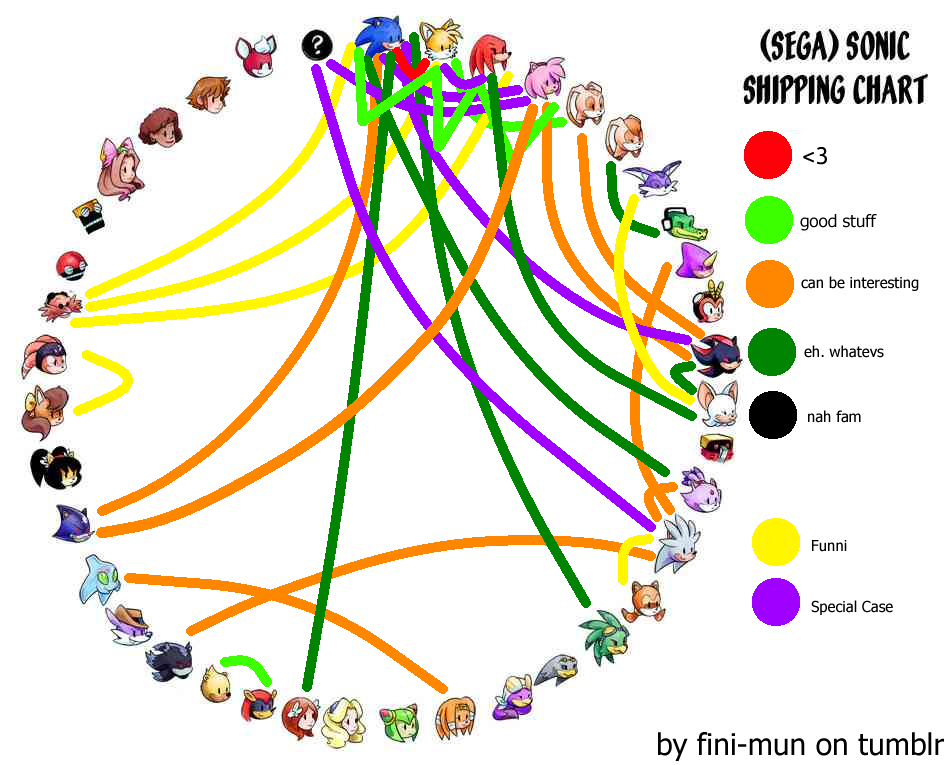 ?
(SEGA) SONIC
SHIPPING CHART
<3
good stuff
can be interesting
eh. whatevs
nah fam
Funni
Special Case
by fini-mun on tumblr